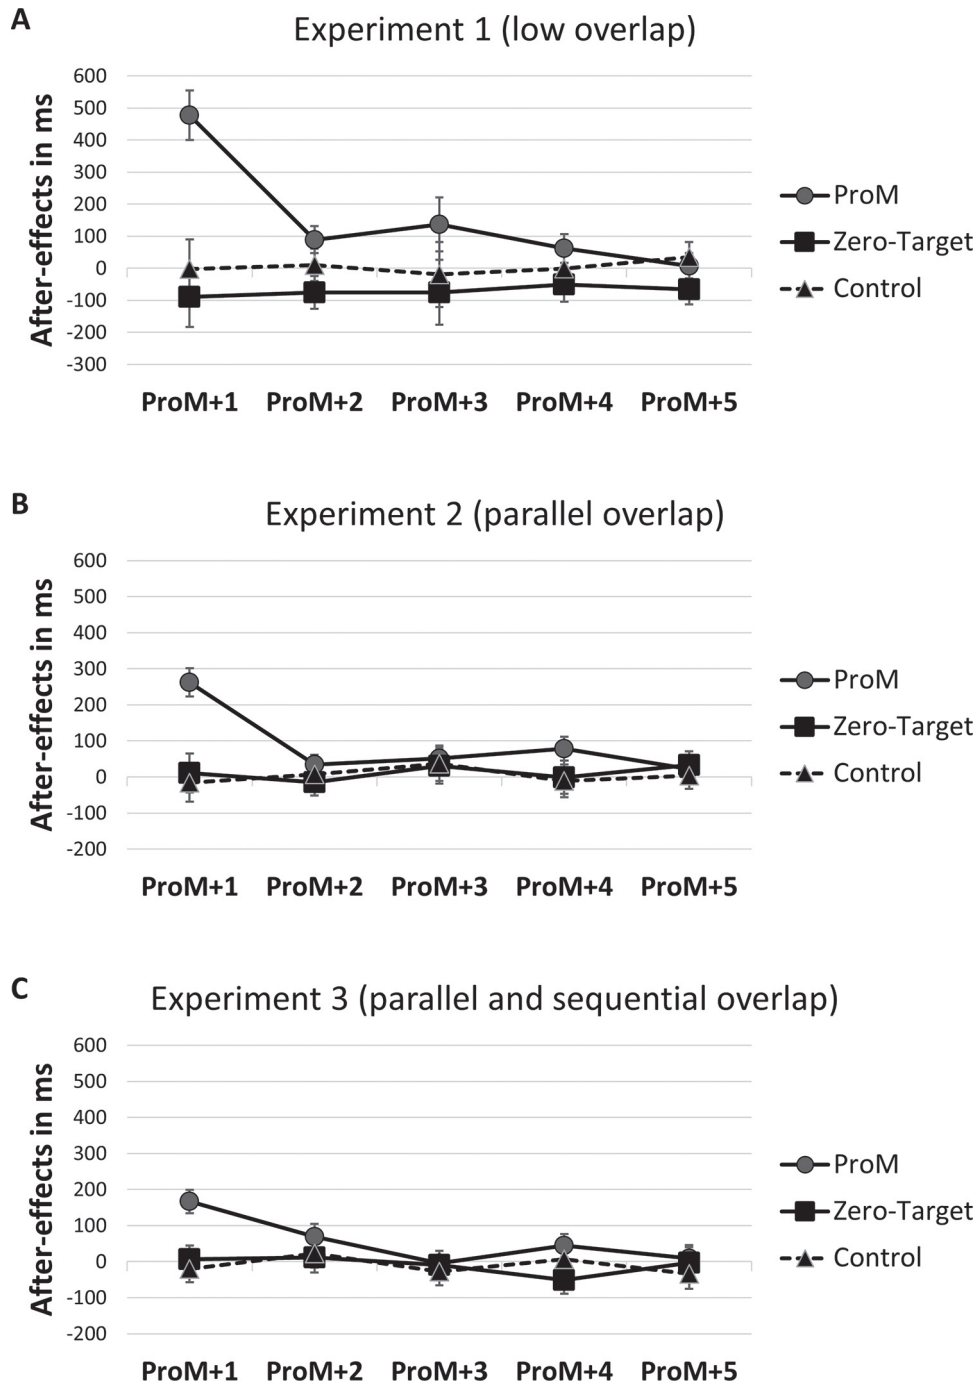 A
Experiment 1 (low overlap)
After-effects in ms
600
500
400
300
200
100
0
-100
-200
-300
ProM+1 ProM+2 ProM+3 ProM+4 ProM+5
ProM
Zero-Target
Control
B
Experiment 2 (parallel overlap)
After-effects in ms
600
500
400
300
200
100
0
-100
-200
ProM+1 ProM+2 ProM+3 ProM+4 ProM+5
ProM
Zero-Target
Control
C
Experiment 3 (parallel and sequential overlap)
After-effects in ms
600
500
400
300
200
100
0
-100
-200
ProM+1 ProM+2 ProM+3 ProM+4 ProM+5
ProM
Zero-Target
Control